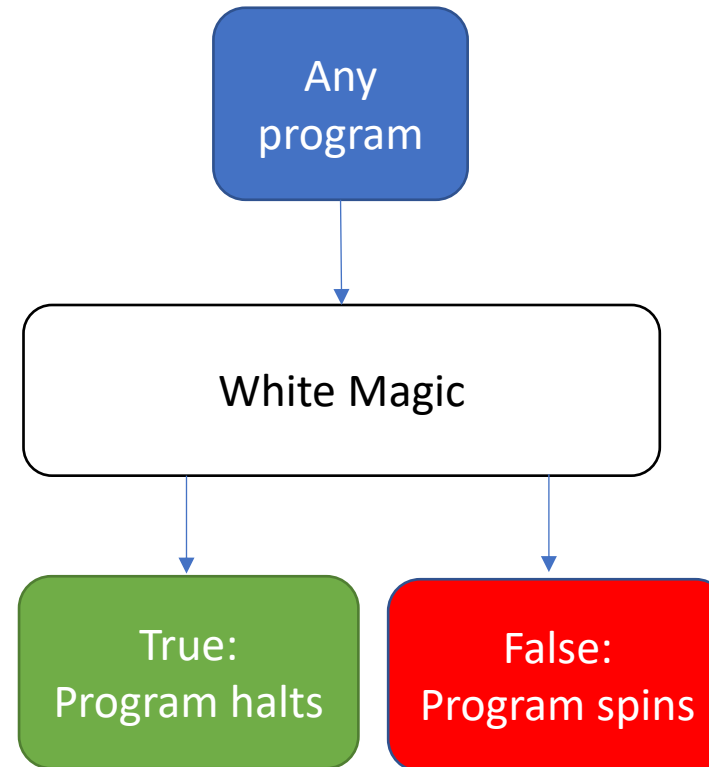 Any
program
White Magic
True:
Program halts
False:
Program spins